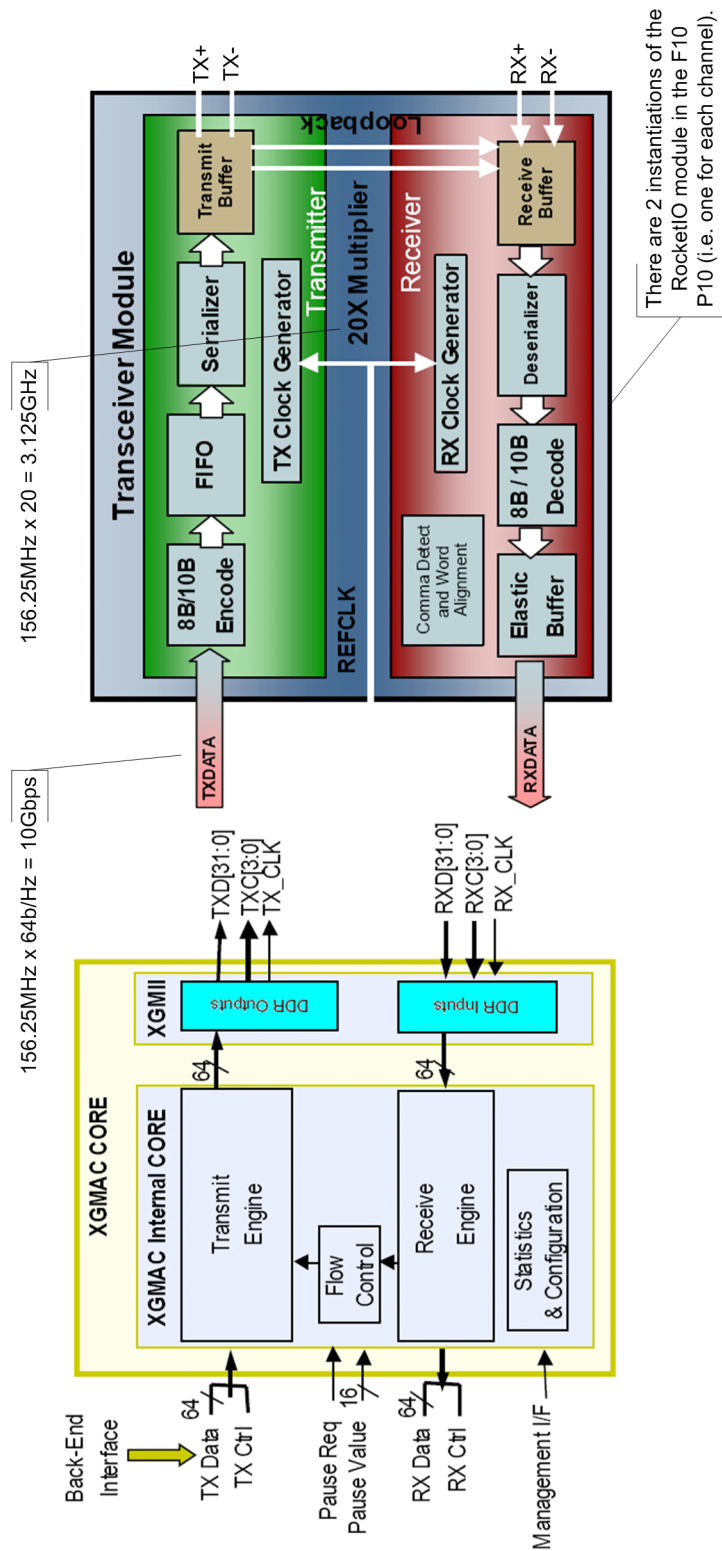 156.25MHz x 64b/Hz = 10Gbps
156.25MHz x 20 = 3.125GHz
Back-End
Interface
XGMAC CORE
XGMAC Internal CORE
XGMII
64
TX Data
TX Ctrl
Transmit
Engine
64
DDR Outputs
TXD[31:0]
TXC[3:0]
TX_CLK
Pause Req
Pause Value
16
Flow
Control
64
RX Data
RX Ctrl
Receive
Engine
64
DDR Inputs
RXD[31:0]
RXC[3:0]
RX_CLK
Management I/F
Statistics
& Configuration
Transceiver Module
TXDATA
8B/10B
Encode
FIFO
Serializer
Transmit
Buffer
TX+
TX-
TX Clock Generator
Transmitter
REFCLK
20X Multiplier
Loopback
Receiver
RX Clock Generator
Comma Detect
and Word
Alignment
RXDATA
Elastic
Buffer
8B / 10B
Decode
Deserializer
Receive
Buffer
RX+
RX-
There are 2 instantiations of the
RocketIO module in the F10
P10 (i.e. one for each channel).